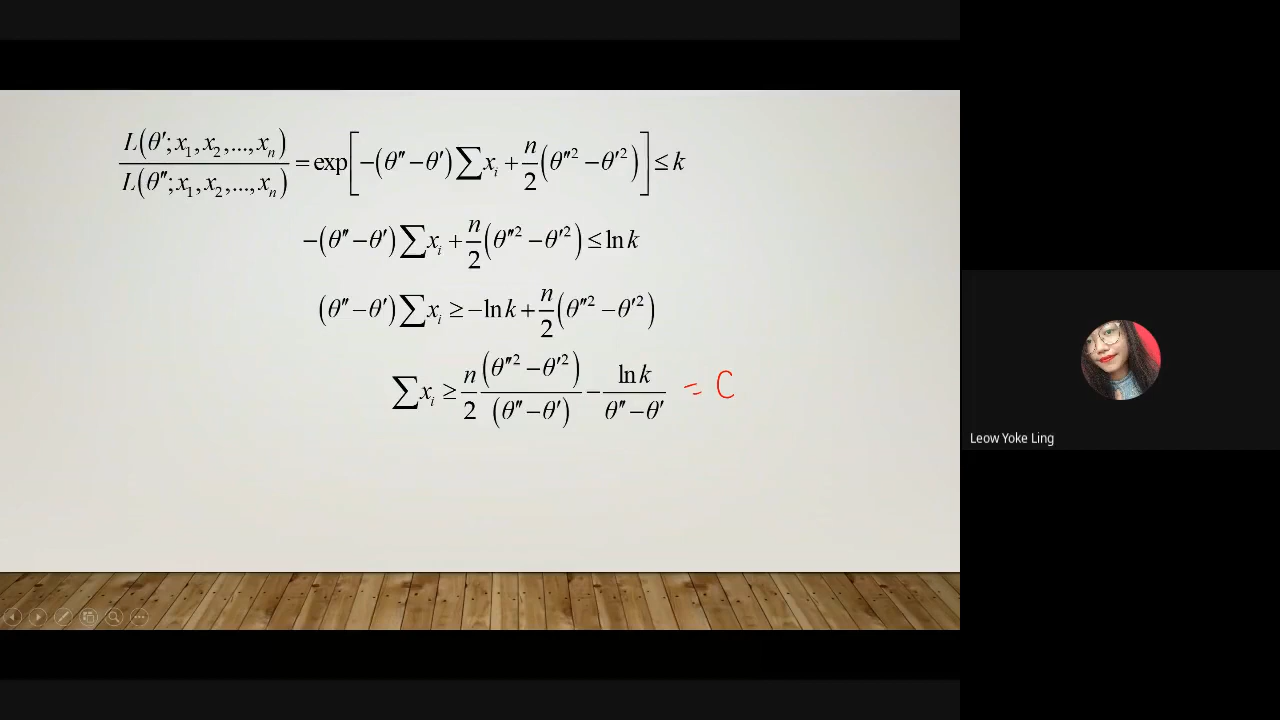 L(θ′; x₁, x₂, ..., xₙ) / L(θ″; x₁, x₂, ..., xₙ) = exp[−(θ″ − θ′)∑xᵢ + n/2(θ″² − θ′²)] ≤ k
−(θ″ − θ′)∑xᵢ + n/2(θ″² − θ′²) ≤ ln k
(θ″ − θ′)∑xᵢ ≥ −ln k + n/2(θ″² − θ′²)
∑xᵢ ≥ n/2 (θ″² − θ′²)/(θ″ − θ′) − ln k/(θ″ − θ′) = C
Leow Yoke Ling